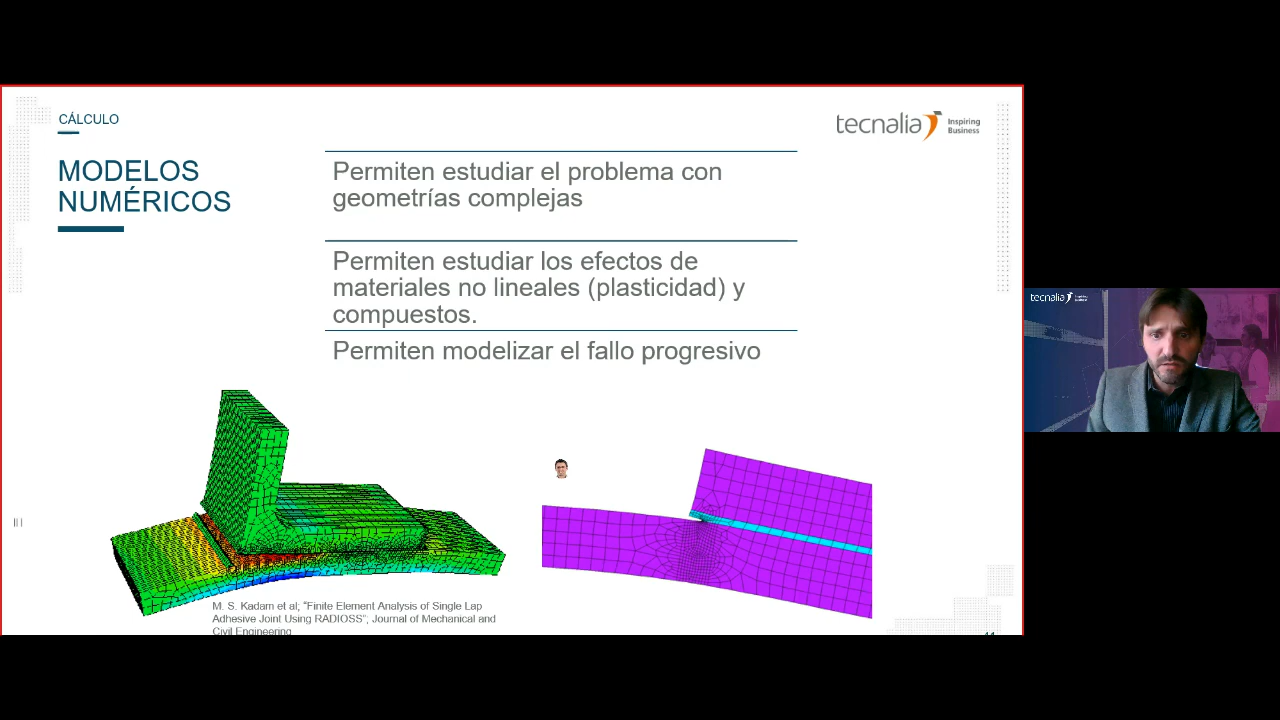 CÁLCULO
tecnalia Inspiring
Business
MODELOS
NUMÉRICOS
Permiten estudiar el problema con
geometrías complejas
Permiten estudiar los efectos de
materiales no lineales (plasticidad) y
compuestos.
Permiten modelizar el fallo progresivo
tecnalia
M. S. Kadam et al; “Finite Element Analysis of Single Lap
Adhesive Joint Using RADIOSS”; Journal of Mechanical and
Civil Engineering